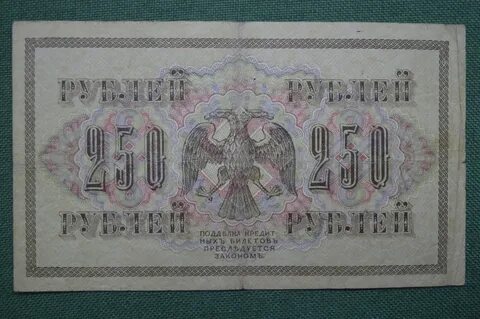 РУБЛЕЙ РУБЛЕЙ
250 250
РУБЛЕЙ РУБЛЕЙ
ПОДДѢЛКА КРЕДИТ-
НЫХЪ БИЛЕТОВЪ
ПРЕСЛѢДУЕТСЯ
ЗАКОНОМЪ.